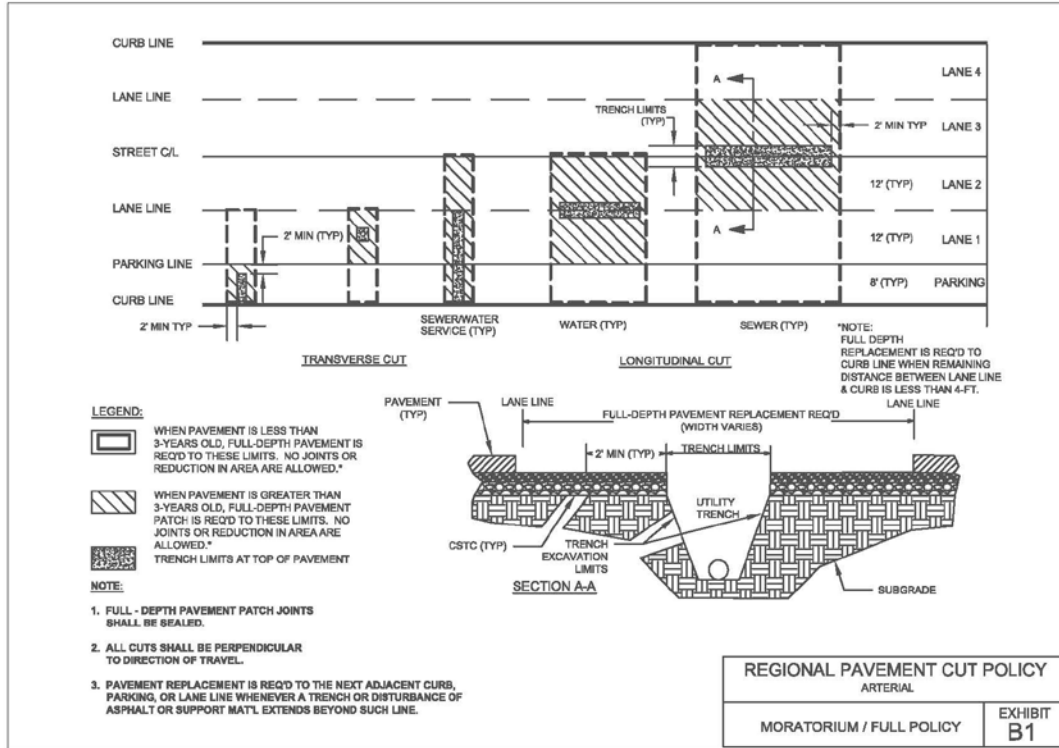 CURB LINE
LANE LINE
STREET C/L
LANE LINE
PARKING LINE
CURB LINE
A
A
TRENCH LIMITS
(TYP)
2' MIN TYP
LANE 4
LANE 3
12' (TYP) LANE 2
12' (TYP) LANE 1
8' (TYP) PARKING
2' MIN (TYP)
2' MIN TYP
SEWER/WATER
SERVICE (TYP)
WATER (TYP)
SEWER (TYP)
TRANSVERSE CUT
LONGITUDINAL CUT
*NOTE:
FULL DEPTH
REPLACEMENT IS REQ'D TO
CURB LINE WHEN REMAINING
DISTANCE BETWEEN LANE LINE
& CURB IS LESS THAN 4-FT.
LEGEND:
WHEN PAVEMENT IS LESS THAN
3-YEARS OLD, FULL-DEPTH PAVEMENT IS
REQ'D TO THESE LIMITS. NO JOINTS OR
REDUCTION IN AREA ARE ALLOWED.*
WHEN PAVEMENT IS GREATER THAN
3-YEARS OLD, FULL-DEPTH PAVEMENT
PATCH IS REQ'D TO THESE LIMITS. NO
JOINTS OR REDUCTION IN AREA ARE
ALLOWED.*
TRENCH LIMITS AT TOP OF PAVEMENT
NOTE:
1. FULL - DEPTH PAVEMENT PATCH JOINTS
SHALL BE SEALED.
2. ALL CUTS SHALL BE PERPENDICULAR
TO DIRECTION OF TRAVEL.
3. PAVEMENT REPLACEMENT IS REQ'D TO THE NEXT ADJACENT CURB,
PARKING, OR LANE LINE WHENEVER A TRENCH OR DISTURBANCE OF
ASPHALT OR SUPPORT MAT'L EXTENDS BEYOND SUCH LINE.
PAVEMENT
(TYP)
LANE LINE
LANE LINE
FULL-DEPTH PAVEMENT REPLACEMENT REQ'D
(WIDTH VARIES)
2' MIN (TYP)
TRENCH LIMITS
UTILITY
TRENCH
CSTC (TYP)
TRENCH
EXCAVATION
LIMITS
SECTION A-A
SUBGRADE
REGIONAL PAVEMENT CUT POLICY
ARTERIAL
MORATORIUM / FULL POLICY
EXHIBIT
B1